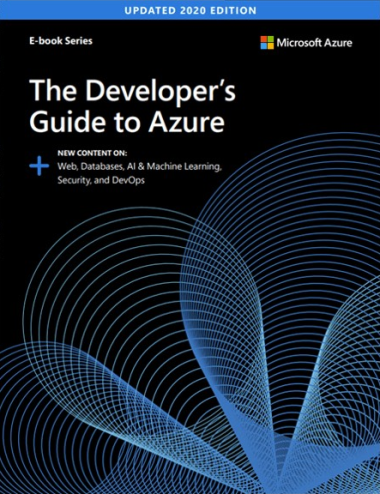 UPDATED 2020 EDITION
E-book Series
Microsoft Azure
The Developer's
Guide to Azure
NEW CONTENT ON:
Web, Databases, AI & Machine Learning,
Security, and DevOps